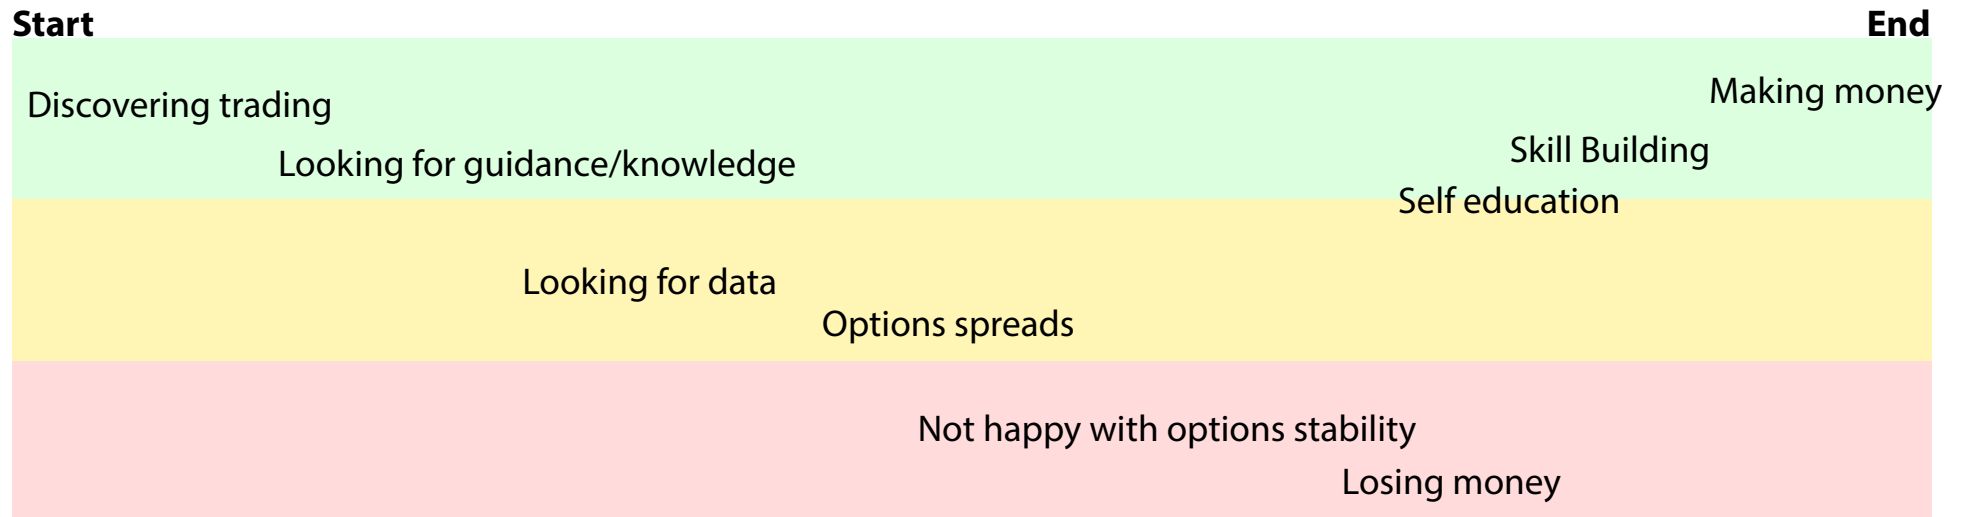 Start
End
Discovering trading
Making money
Looking for guidance/knowledge
Skill Building
Self education
Looking for data
Options spreads
Not happy with options stability
Losing money